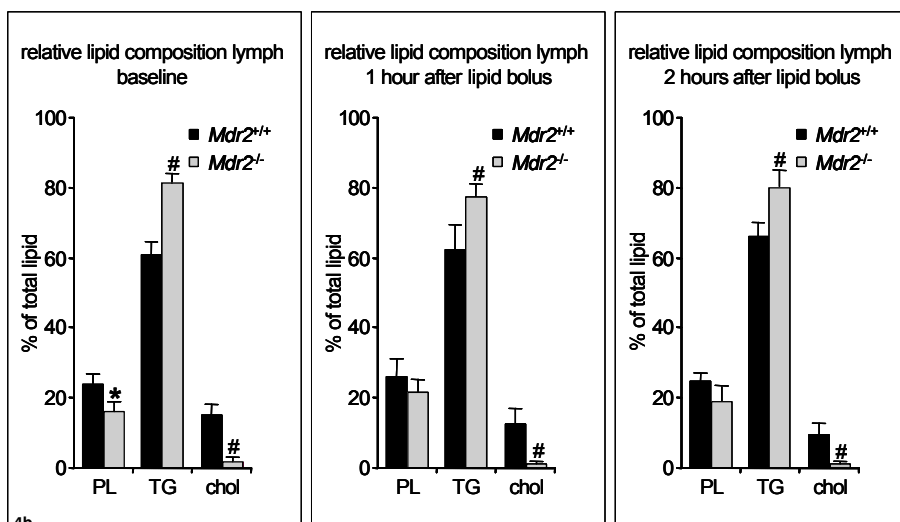 relative lipid composition lymph
baseline
100
80
60
40
20
0
% of total lipid
Mdr2+/+
Mdr2-/-
#
*
#
PL TG chol
relative lipid composition lymph
1 hour after lipid bolus
100
80
60
40
20
0
% of total lipid
Mdr2+/+
Mdr2-/-
#
#
PL TG chol
relative lipid composition lymph
2 hours after lipid bolus
100
80
60
40
20
0
% of total lipid
Mdr2+/+
Mdr2-/-
#
#
PL TG chol
4b